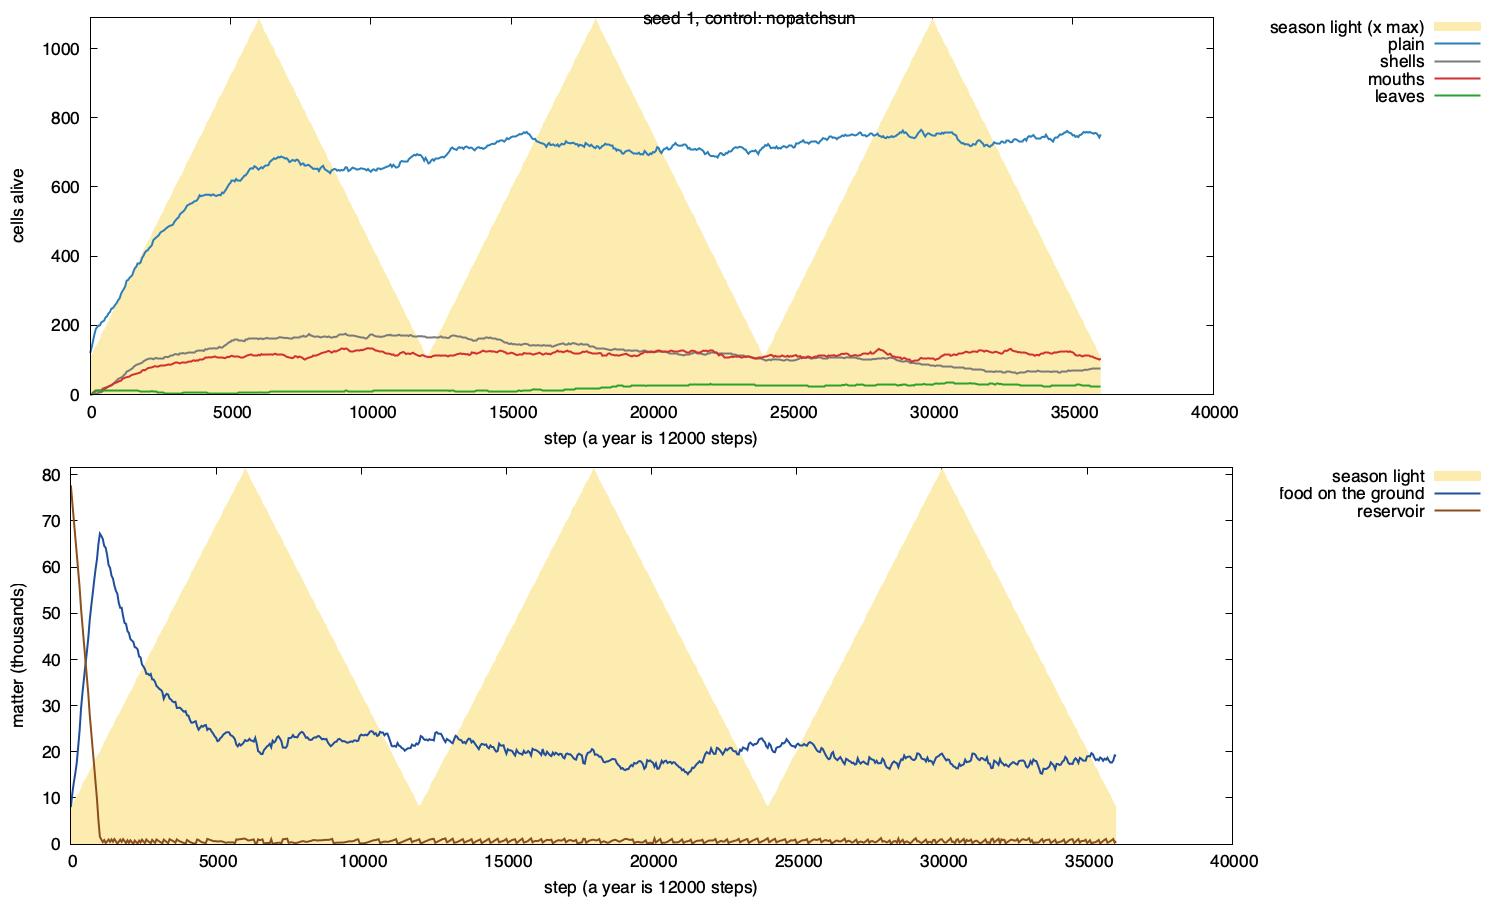 seed 1, control: nopatchsun
season light (x max)
plain
shells
mouths
leaves
1000
800
600
400
200
0
cells alive
0 5000 10000 15000 20000 25000 30000 35000 40000
step (a year is 12000 steps)
season light
food on the ground
reservoir
80
70
60
50
40
30
20
10
0
matter (thousands)
0 5000 10000 15000 20000 25000 30000 35000 40000
step (a year is 12000 steps)